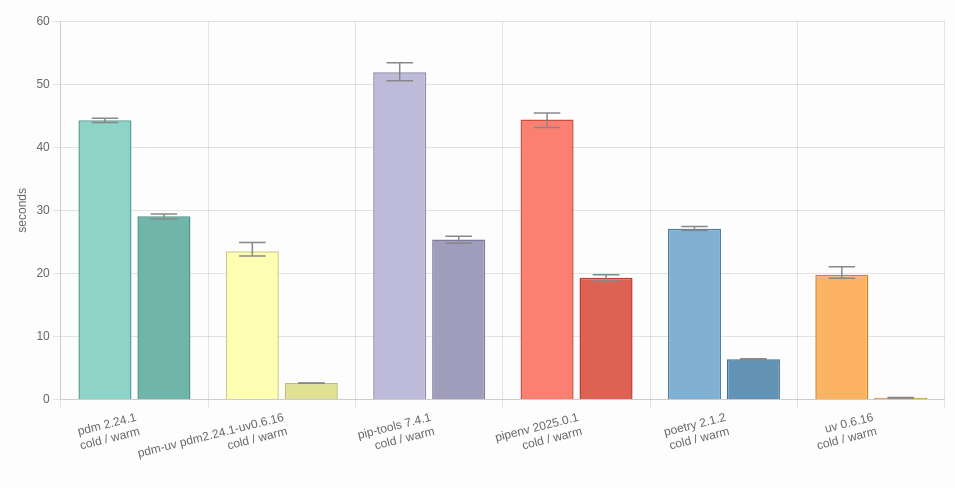 60
50
40
30
20
10
0
seconds
pdm 2.24.1
cold / warm
pdm-uv pdm2.24.1-uv0.6.16
cold / warm
pip-tools 7.4.1
cold / warm
pipenv 2025.0.1
cold / warm
poetry 2.1.2
cold / warm
uv 0.6.16
cold / warm